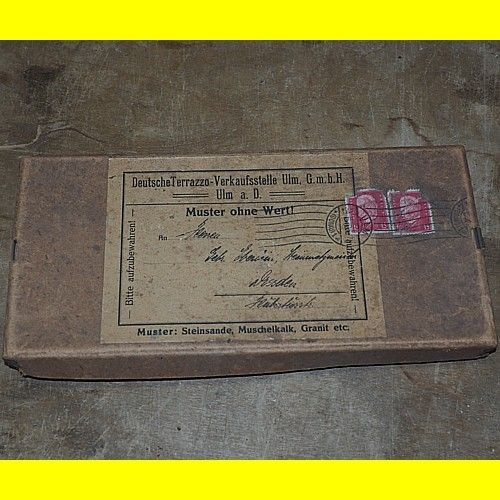 Deutsche Terrazzo-Verkaufsstelle Ulm, G.m.b.H.
Ulm a. D.
Muster ohne Wert!
An Herrn
Dresden
Muster: Steinsande, Muschelkalk, Granit etc.
Bitte aufzubewahren!
Bitte aufzubewahren!